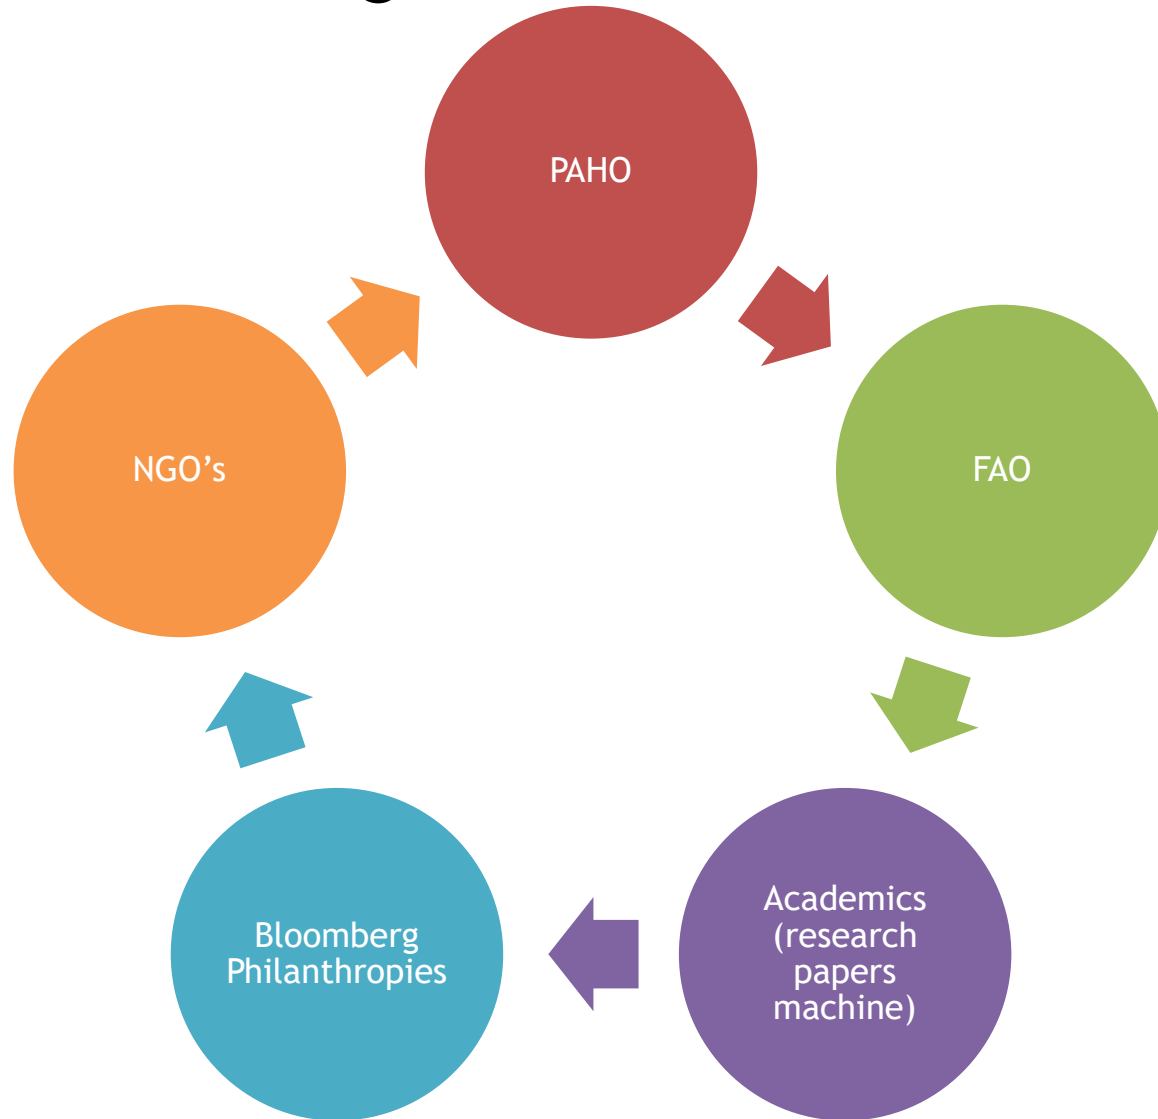 PAHO
FAO
Academics
(research
papers
machine)
Bloomberg
Philanthropies
NGO’s